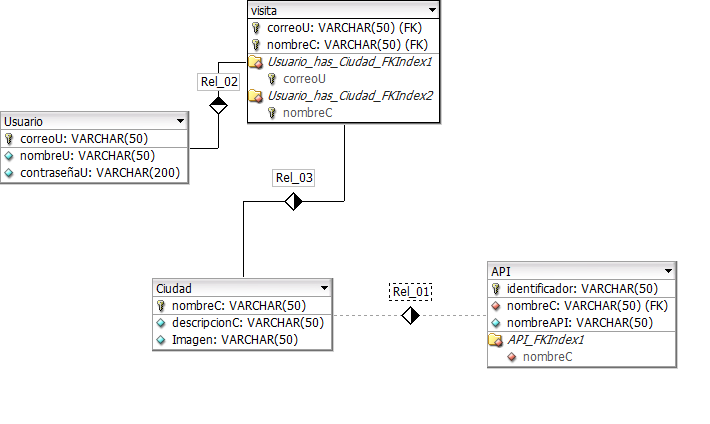 visita
correoU: VARCHAR(50) (FK)
nombreC: VARCHAR(50) (FK)
Usuario_has_Ciudad_FKIndex1
correoU
Usuario_has_Ciudad_FKIndex2
nombreC
Rel_02
Usuario
correoU: VARCHAR(50)
nombreU: VARCHAR(50)
contraseñaU: VARCHAR(200)
Rel_03
Ciudad
nombreC: VARCHAR(50)
descripcionC: VARCHAR(50)
Imagen: VARCHAR(50)
Rel_01
API
identificador: VARCHAR(50)
nombreC: VARCHAR(50) (FK)
nombreAPI: VARCHAR(50)
API_FKIndex1
nombreC